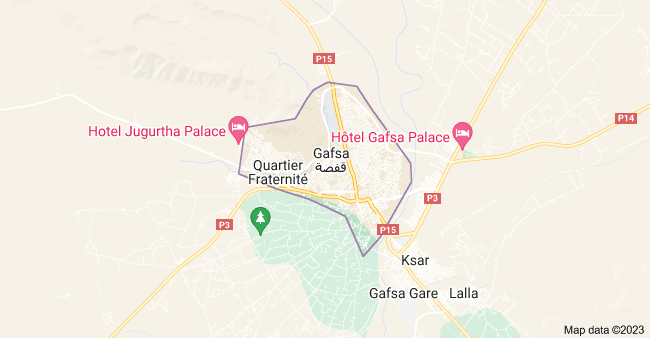 P15
P14
Hotel Jugurtha Palace
Hôtel Gafsa Palace
Gafsa
قفصة
Quartier
Fraternité
P3
P3
P15
Ksar
Gafsa Gare
Lalla
Map data ©2023